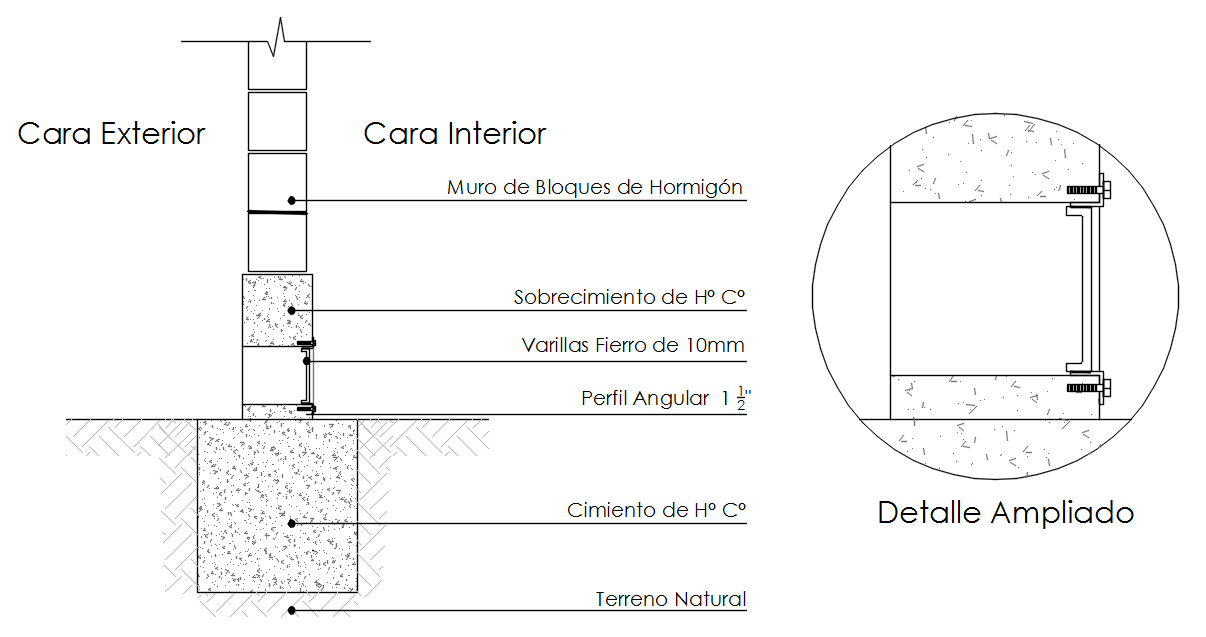 Cara Exterior
Cara Interior
Muro de Bloques de Hormigón
Sobrecimiento de Hº Cº
Varillas Fierro de 10mm
Perfil Angular 1 1/2"
Cimiento de Hº Cº
Terreno Natural
Detalle Ampliado